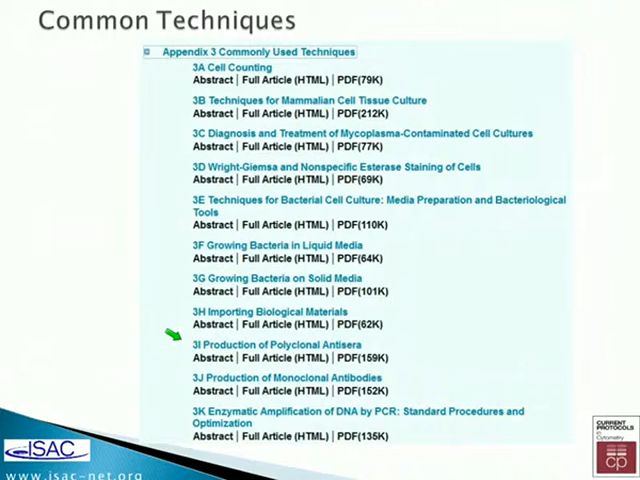 Common Techniques
Appendix 3 Commonly Used Techniques
3A Cell Counting
Abstract | Full Article (HTML) | PDF(79K)
3B Techniques for Mammalian Cell Tissue Culture
Abstract | Full Article (HTML) | PDF(212K)
3C Diagnosis and Treatment of Mycoplasma-Contaminated Cell Cultures
Abstract | Full Article (HTML) | PDF(77K)
3D Wright-Giemsa and Nonspecific Esterase Staining of Cells
Abstract | Full Article (HTML) | PDF(69K)
3E Techniques for Bacterial Cell Culture: Media Preparation and Bacteriological
Tools
Abstract | Full Article (HTML) | PDF(110K)
3F Growing Bacteria in Liquid Media
Abstract | Full Article (HTML) | PDF(64K)
3G Growing Bacteria on Solid Media
Abstract | Full Article (HTML) | PDF(101K)
3H Importing Biological Materials
Abstract | Full Article (HTML) | PDF(62K)
3I Production of Polyclonal Antisera
Abstract | Full Article (HTML) | PDF(159K)
3J Production of Monoclonal Antibodies
Abstract | Full Article (HTML) | PDF(152K)
3K Enzymatic Amplification of DNA by PCR: Standard Procedures and
Optimization
Abstract | Full Article (HTML) | PDF(135K)
ISAC
www.isac-net.org
CURRENT
PROTOCOLS
in
Cytometry
cp